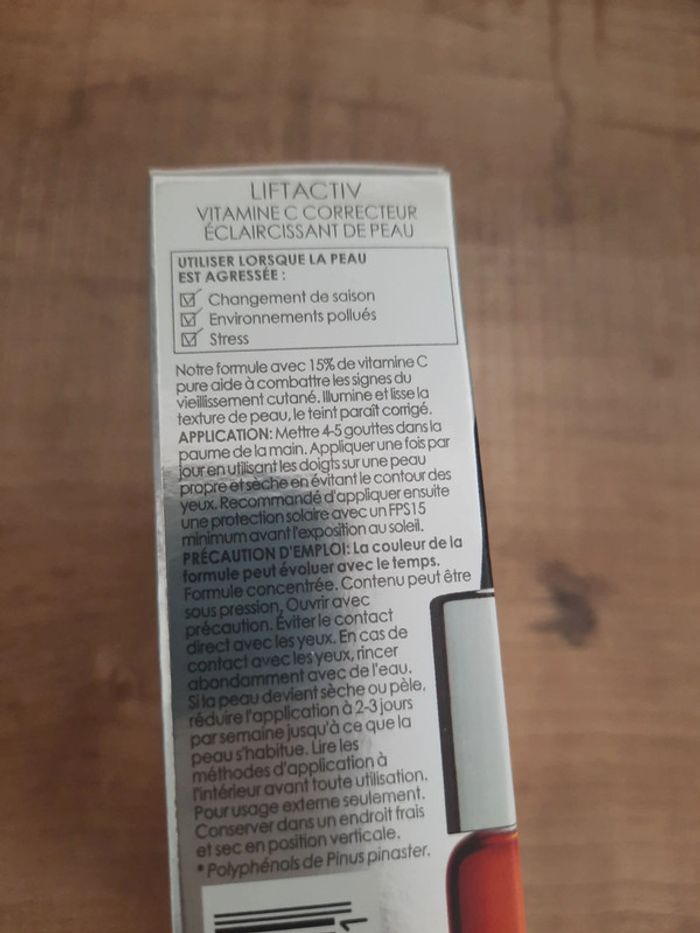 LIFTACTIV
VITAMINE C CORRECTEUR
ÉCLAIRCISSANT DE PEAU
UTILISER LORSQUE LA PEAU
EST AGRESSÉE :
Changement de saison
Environnements pollués
Stress
Notre formule avec 15% de vitamine C
pure aide à combattre les signes du
vieillissement cutané. Illumine et lisse la
texture de peau, le teint paraît corrigé.
APPLICATION: Mettre 4-5 gouttes dans la
paume de la main. Appliquer une fois par
jour en utilisant les doigts sur une peau
propre et sèche en évitant le contour des
yeux. Recommandé d'appliquer ensuite
une protection solaire avec un FPS15
minimum avant l'exposition au soleil.
PRÉCAUTION D'EMPLOI: La couleur de la
formule peut évoluer avec le temps.
Formule concentrée. Contenu peut être
sous pression. Ouvrir avec
précaution. Éviter le contact
direct avec les yeux. En cas de
contact avec les yeux, rincer
abondamment avec de l'eau.
Si la peau devient sèche ou pèle,
réduire l'application à 2-3 jours
par semaine jusqu'à ce que la
peau s'habitue. Lire les
méthodes d'application à
l'intérieur avant toute utilisation.
Pour usage externe seulement.
Conserver dans un endroit frais
et sec en position verticale.
* Polyphénols de Pinus pinaster.